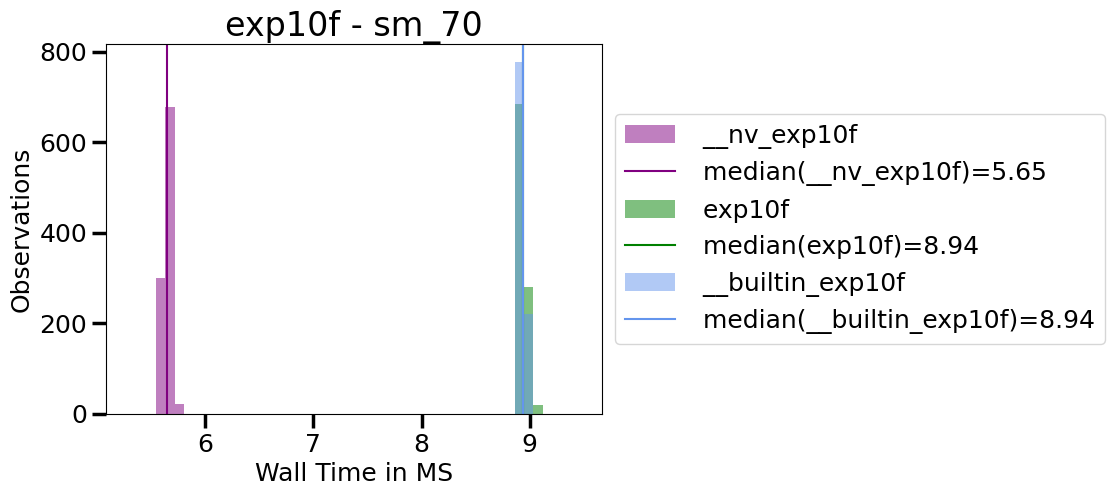 exp10f - sm_70
800
600
400
200
0
Observations
6 7 8 9
Wall Time in MS
__nv_exp10f
median(__nv_exp10f)=5.65
exp10f
median(exp10f)=8.94
__builtin_exp10f
median(__builtin_exp10f)=8.94